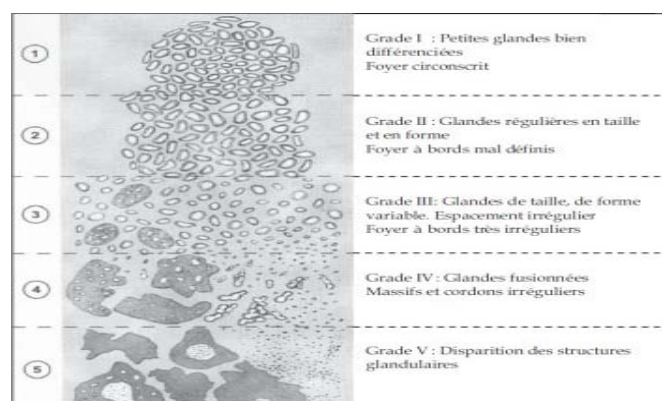 1
Grade I : Petites glandes bien
différenciées
Foyer circonscrit
2
Grade II : Glandes régulières en taille
et en forme
Foyer à bords mal définis
3
Grade III: Glandes de taille, de forme
variable. Espacement irrégulier
Foyer à bords très irréguliers
4
Grade IV : Glandes fusionnées
Massifs et cordons irréguliers
5
Grade V : Disparition des structures
glandulaires